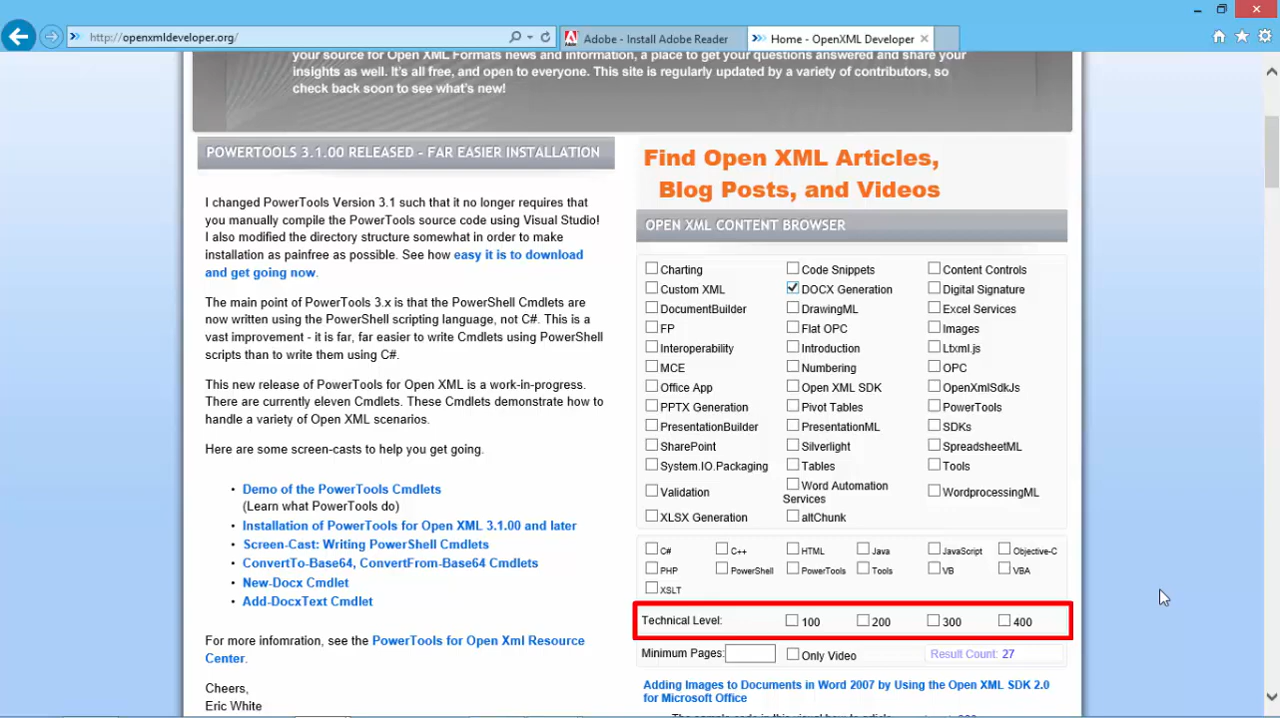 http://openxmldeveloper.org/
Adobe - Install Adobe Reader
Home - OpenXML Developer
your source for Open XML Formats news and information, a place to get your questions answered and share your
insights as well. It's all free, and open to everyone. This site is regularly updated by a variety of contributors, so
check back soon to see what's new!
POWERTOOLS 3.1.00 RELEASED – FAR EASIER INSTALLATION
I changed PowerTools Version 3.1 such that it no longer requires that
you manually compile the PowerTools source code using Visual Studio!
I also modified the directory structure somewhat in order to make
installation as painfree as possible. See how easy it is to download
and get going now.
The main point of PowerTools 3.x is that the PowerShell Cmdlets are
now written using the PowerShell scripting language, not C#. This is a
vast improvement - it is far, far easier to write Cmdlets using PowerShell
scripts than to write them using C#.
This new release of PowerTools for Open XML is a work-in-progress.
There are currently eleven Cmdlets. These Cmdlets demonstrate how to
handle a variety of Open XML scenarios.
Here are some screen-casts to help you get going.
• Demo of the PowerTools Cmdlets
(Learn what PowerTools do)
• Installation of PowerTools for Open XML 3.1.00 and later
• Screen-Cast: Writing PowerShell Cmdlets
• ConvertTo-Base64, ConvertFrom-Base64 Cmdlets
• New-Docx Cmdlet
• Add-DocxText Cmdlet
For more infomration, see the PowerTools for Open Xml Resource
Center.
Cheers,
Eric White
Find Open XML Articles,
Blog Posts, and Videos
OPEN XML CONTENT BROWSER
Charting Code Snippets Content Controls
Custom XML DOCX Generation Digital Signature
DocumentBuilder DrawingML Excel Services
FP Flat OPC Images
Interoperability Introduction Ltxml.js
MCE Numbering OPC
Office App Open XML SDK OpenXmlSdkJs
PPTX Generation Pivot Tables PowerTools
PresentationBuilder PresentationML SDKs
SharePoint Silverlight SpreadsheetML
System.IO.Packaging Tables Tools
Validation Word Automation Services WordprocessingML
XLSX Generation altChunk
C# C++ HTML Java JavaScript Objective-C
PHP PowerShell PowerTools Tools VB VBA
XSLT
Technical Level: 100 200 300 400
Minimum Pages: Only Video Result Count: 27
Adding Images to Documents in Word 2007 by Using the Open XML SDK 2.0
for Microsoft Office